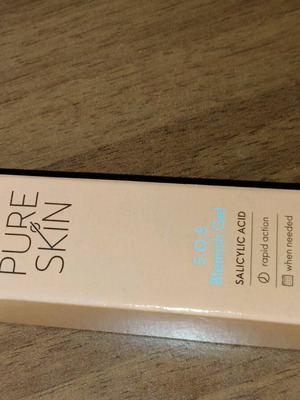 PURE
SKIN
S.O.S
Blemish Gel
SALICYLIC ACID
rapid action
when needed